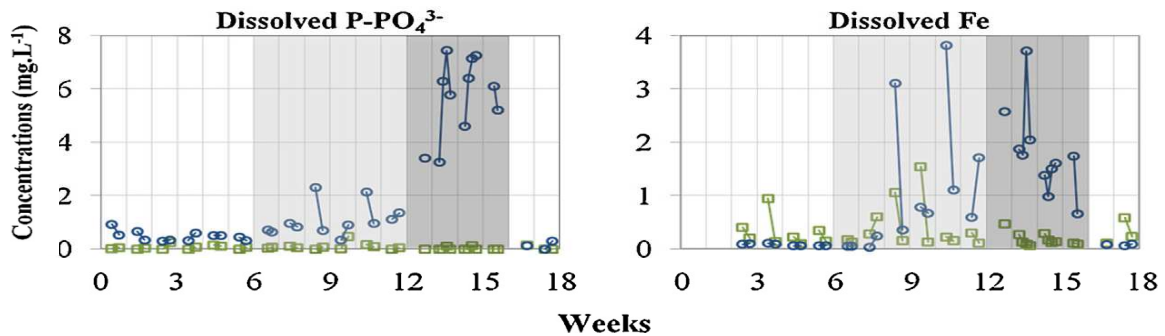 Dissolved P-PO₄³⁻
Dissolved Fe
Concentrations (mg.L⁻¹)
8
6
4
2
0
0 3 6 9 12 15 18
4
3
2
1
0
0 3 6 9 12 15 18
Weeks